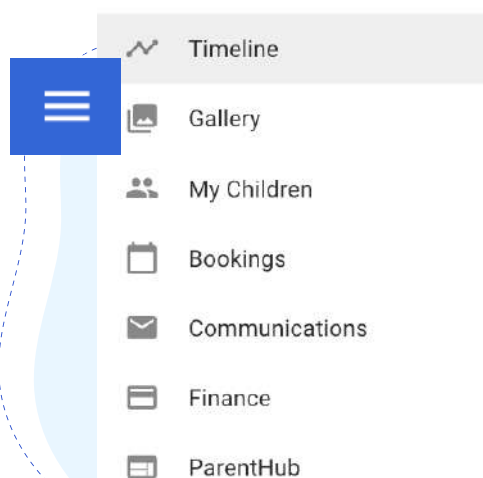 Timeline
Gallery
My Children
Bookings
Communications
Finance
ParentHub